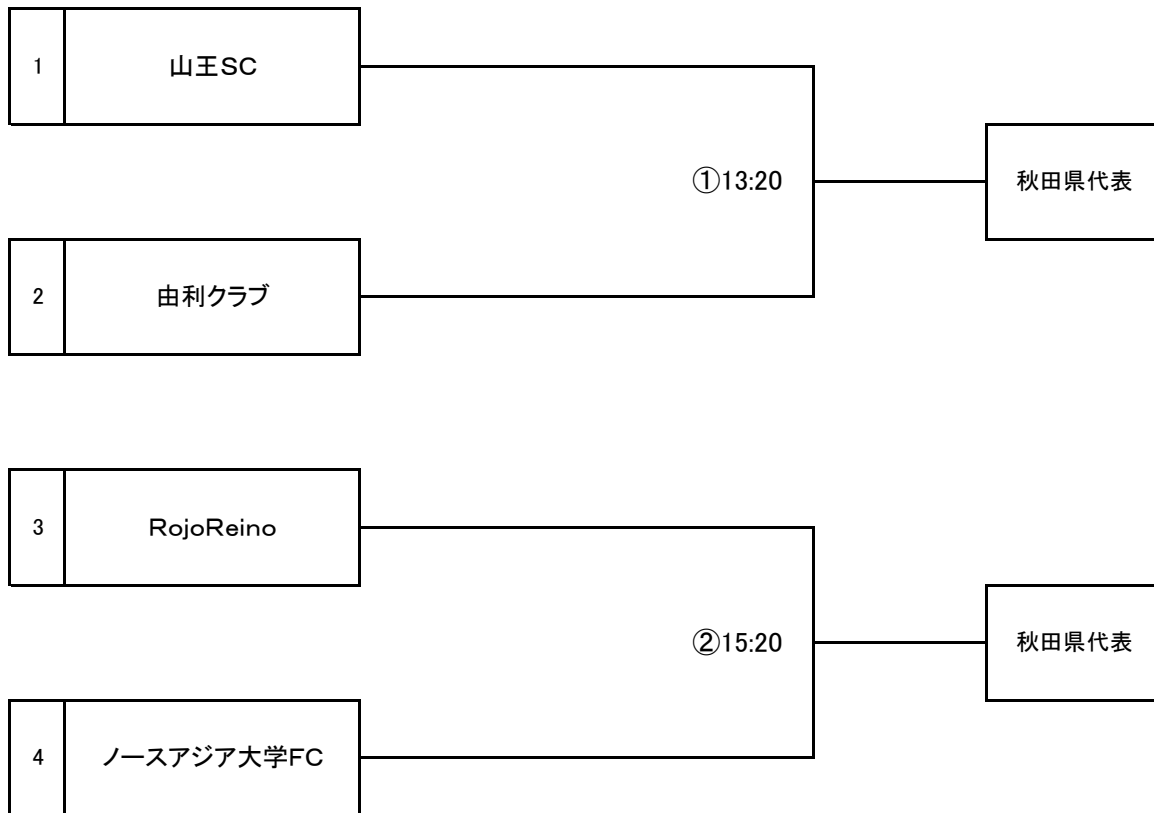 1 山王SC
①13:20
秋田県代表
2 由利クラブ
3 RojoReino
②15:20
秋田県代表
4 ノースアジア大学FC